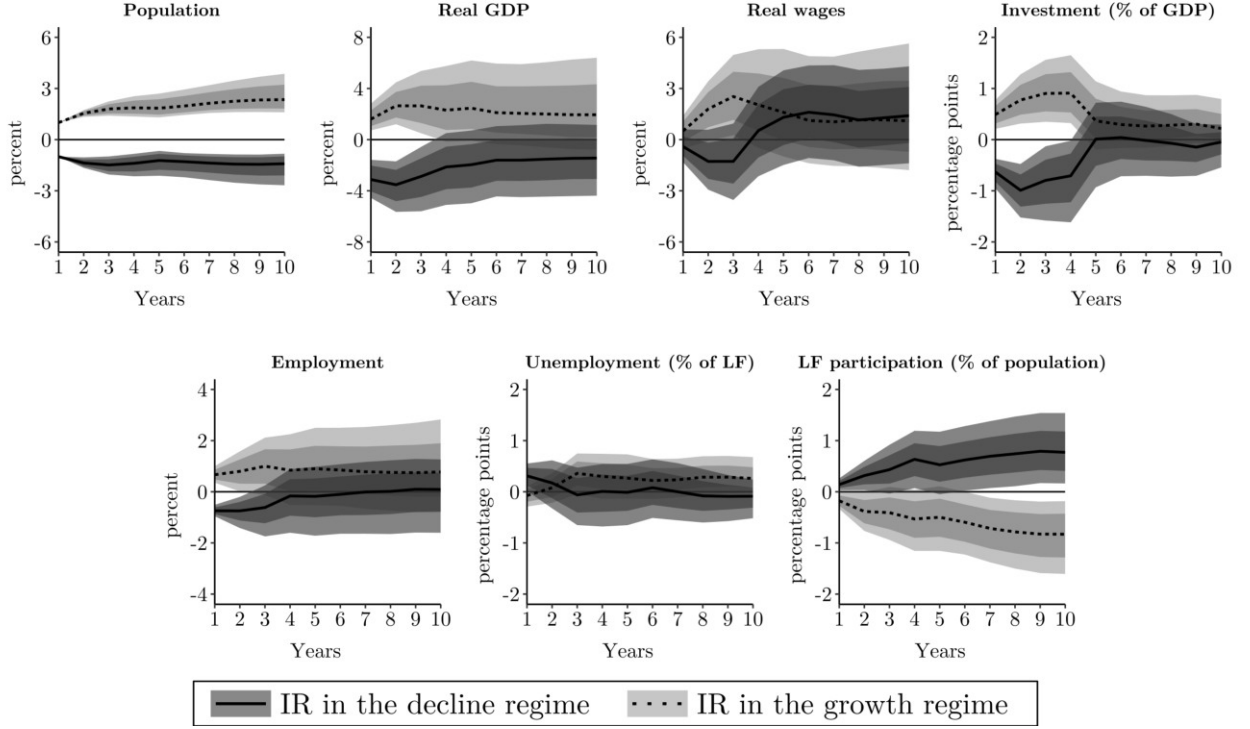 Population
percent
6
3
0
-3
-6
1 2 3 4 5 6 7 8 9 10
Years
Real GDP
percent
8
4
0
-4
-8
1 2 3 4 5 6 7 8 9 10
Years
Real wages
percent
6
3
0
-3
-6
1 2 3 4 5 6 7 8 9 10
Years
Investment (% of GDP)
percentage points
2
1
0
-1
-2
1 2 3 4 5 6 7 8 9 10
Years
Employment
percent
4
2
0
-2
-4
1 2 3 4 5 6 7 8 9 10
Years
Unemployment (% of LF)
percentage points
2
1
0
-1
-2
1 2 3 4 5 6 7 8 9 10
Years
LF participation (% of population)
percentage points
2
1
0
-1
-2
1 2 3 4 5 6 7 8 9 10
Years
IR in the decline regime
IR in the growth regime